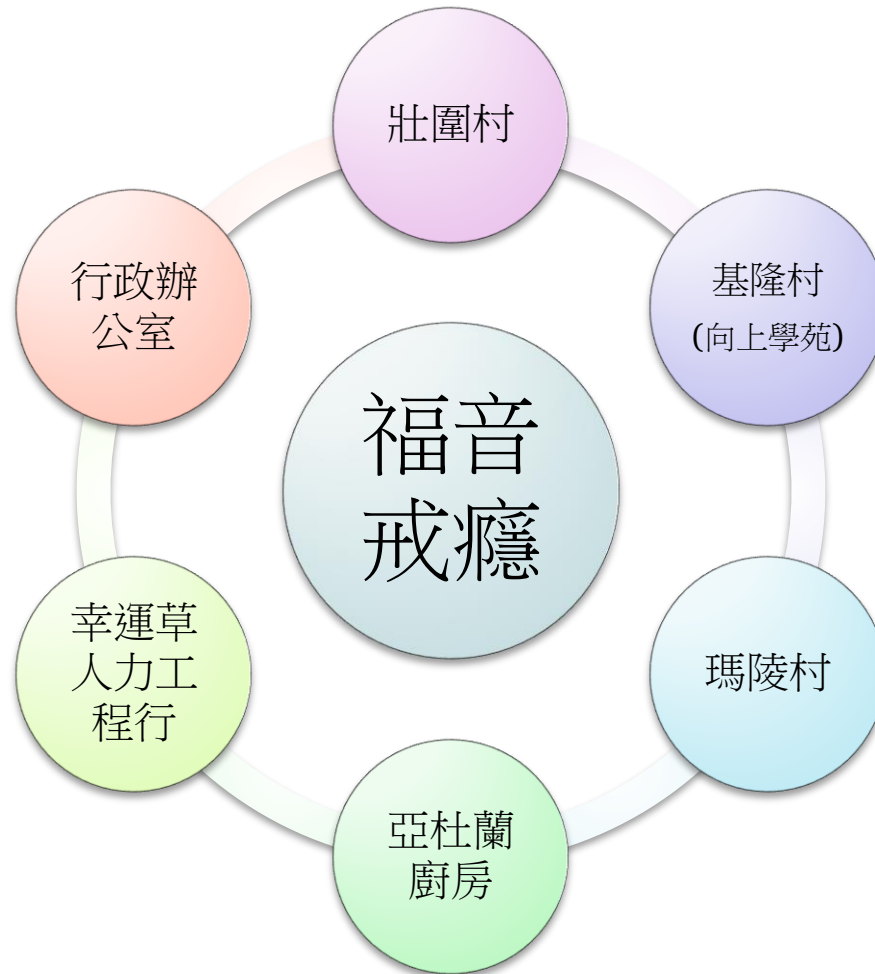 壯圍村
行政辦
公室
基隆村
(向上學苑)
福音
戒癮
幸運草
人力工
程行
瑪陵村
亞杜蘭
廚房